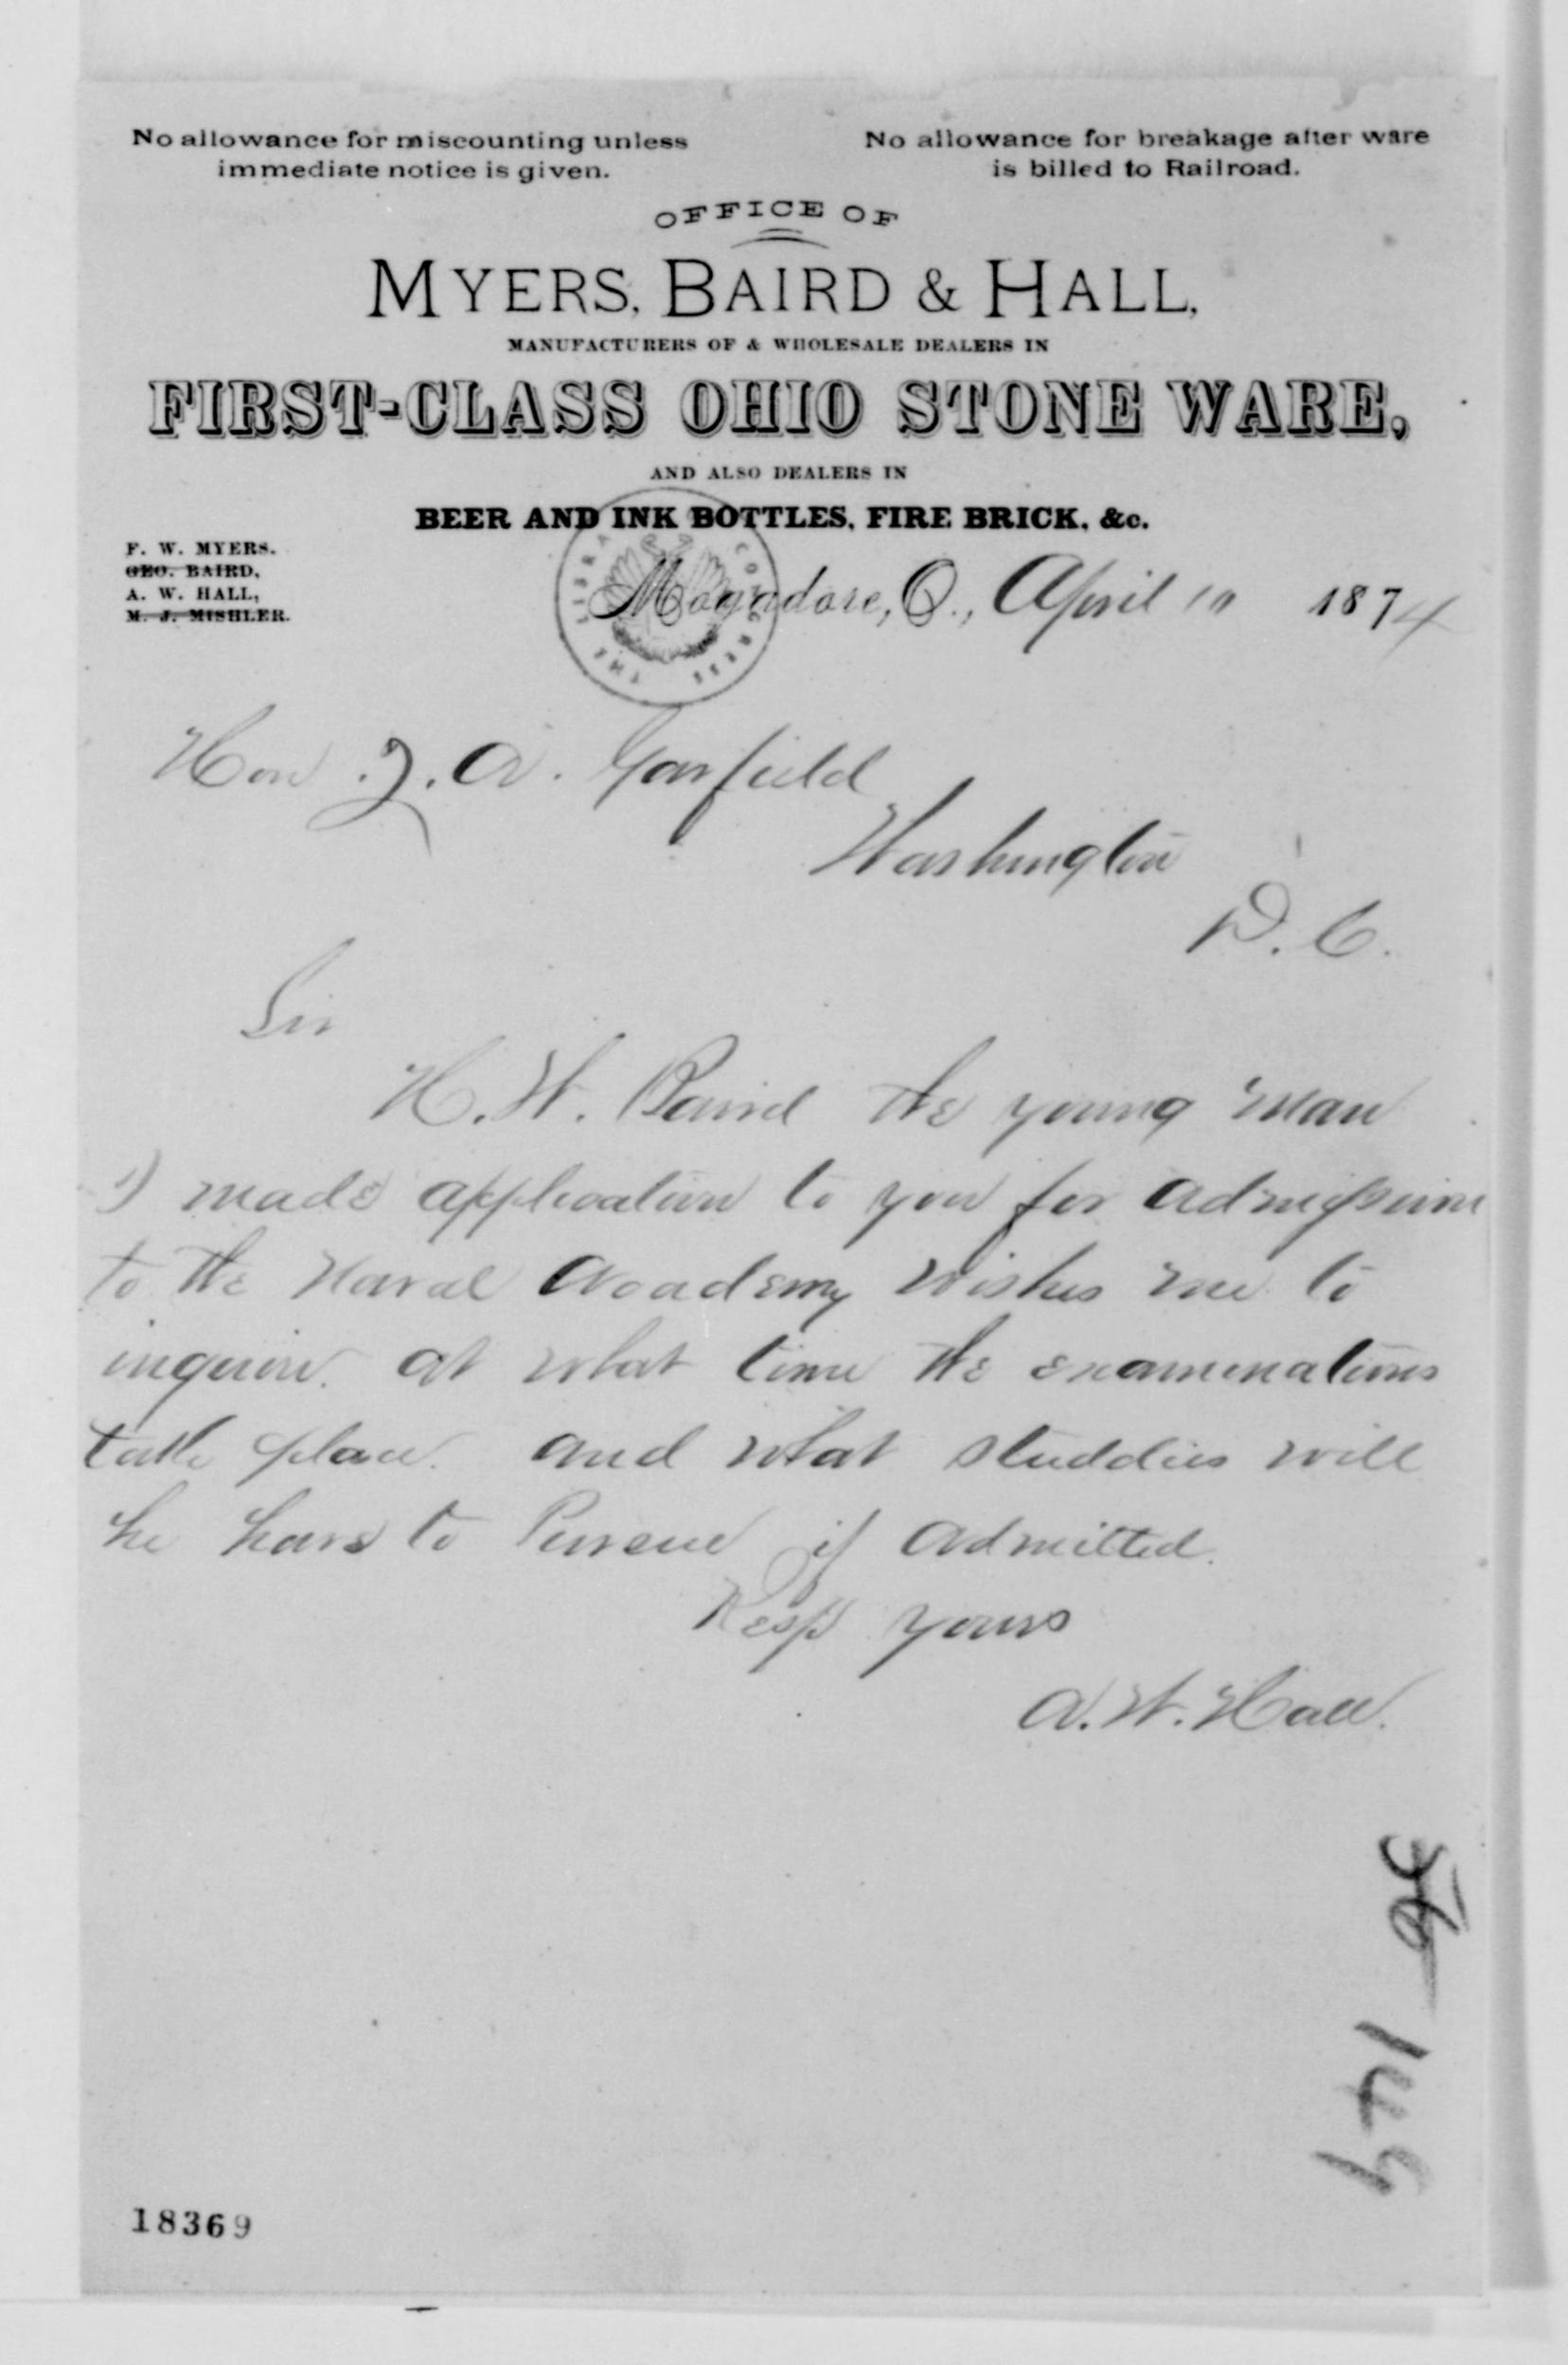 No allowance for miscounting unless
immediate notice is given.
No allowance for breakage after ware
is billed to Railroad.
OFFICE OF
MYERS, BAIRD & HALL,
MANUFACTURERS OF & WHOLESALE DEALERS IN
FIRST-CLASS OHIO STONE WARE,
AND ALSO DEALERS IN
BEER AND INK BOTTLES, FIRE BRICK, &c.
F. W. MYERS.
GEO. BAIRD,
A. W. HALL,
M. J. MISHLER.
Mogadore, O., April 10 1874
Hon J. A. Garfield
Washington
D. C.
Sir
H. W. Baird the young man
I made application to you for admission
to the Naval Academy wishes me to
inquire. at what time the examinations
take place. and what studdies will
he have to Persue if admitted.
Resp yours
A. W. Hall.
149
18369